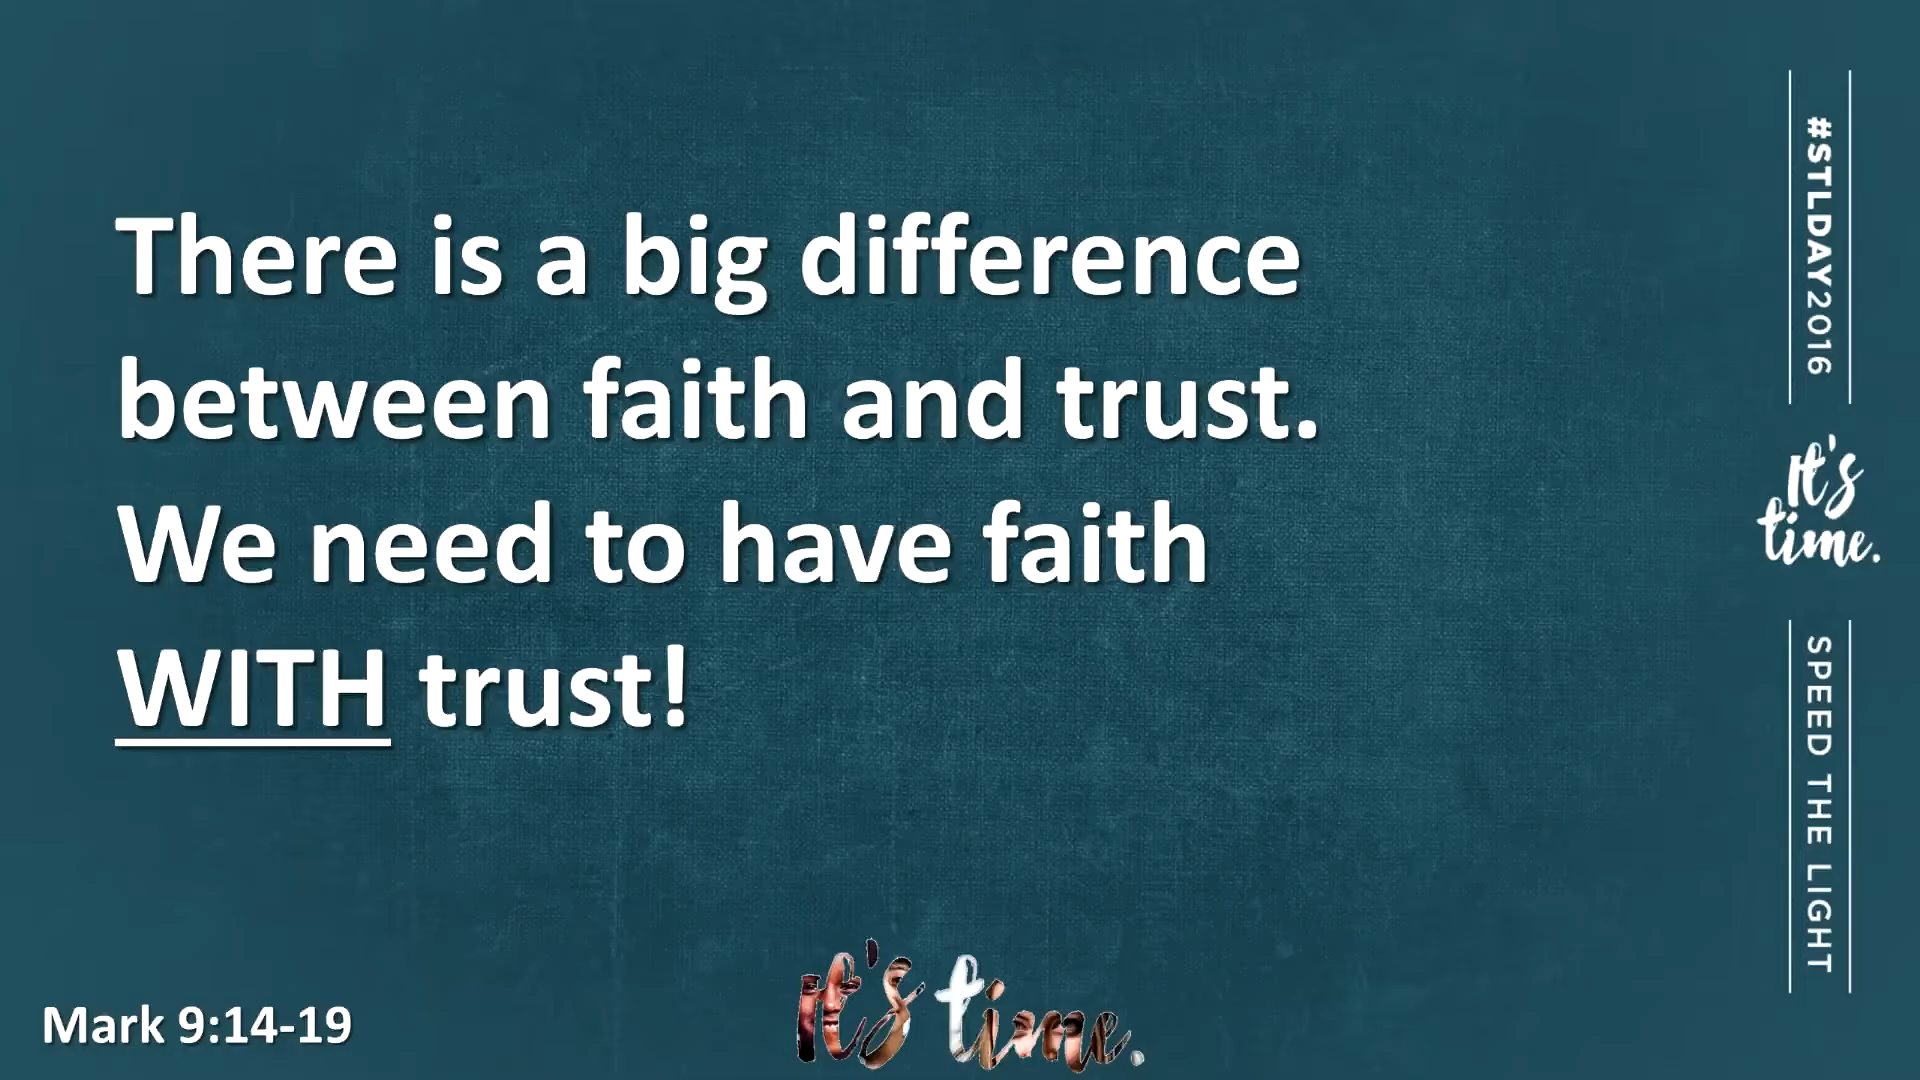 There is a big difference
between faith and trust.
We need to have faith
WITH trust!
Mark 9:14-19
It's time.
#STLDAY2016
It's
time.
SPEED THE LIGHT